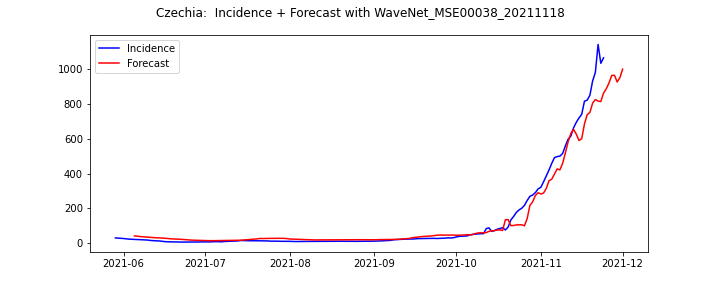 Czechia:  Incidence + Forecast with WaveNet_MSE00038_20211118
Incidence
Forecast
1000
800
600
400
200
0
2021-06 2021-07 2021-08 2021-09 2021-10 2021-11 2021-12